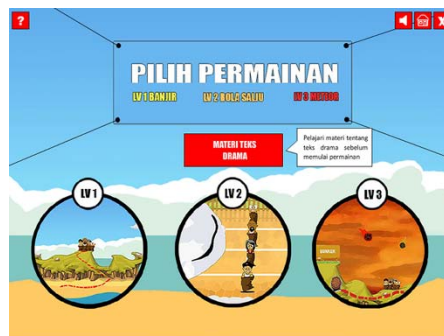 ?
X
PILIH PERMAINAN
LV 1 BANJIR LV 2 BOLA SALJU LV 3 METEOR
MATERI TEKS
DRAMA
Pelajari materi tentang
teks drama sebelum
memulai permainan
LV 1
LV 2
LV 3